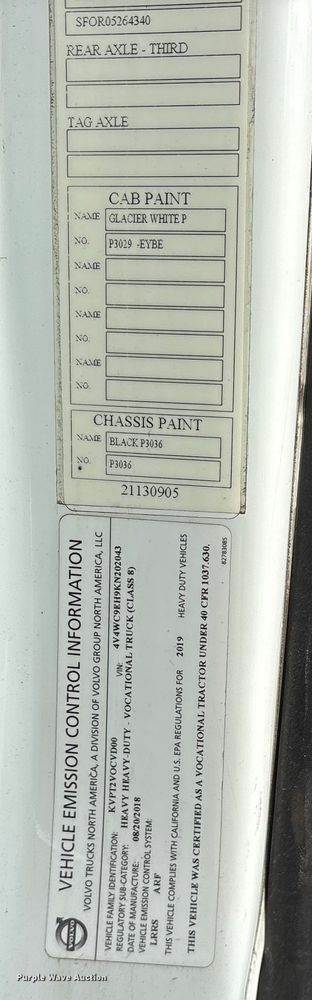 SFOR05264340
REAR AXLE - THIRD
TAG AXLE
CAB PAINT
NAME GLACIER WHITE P
NO. P3029 -EYBE
NAME
NO.
NAME
NO.
NAME
NO.
CHASSIS PAINT
NAME BLACK P3036
NO. P3036
21130905
VEHICLE EMISSION CONTROL INFORMATION
VOLVO TRUCKS NORTH AMERICA, A DIVISION OF VOLVO GROUP NORTH AMERICA, LLC
VEHICLE FAMILY IDENTIFICATION: KVPT2VOCVD00 VIN: 4V4WC9EH9KN202043
REGULATORY SUB-CATEGORY: HEAVY HEAVY-DUTY - VOCATIONAL TRUCK (CLASS 8)
DATE OF MANUFACTURE: 08/20/2018
VEHICLE EMISSION CONTROL SYSTEM:
LRRS ARF
THIS VEHICLE COMPLIES WITH CALIFORNIA AND U.S. EPA REGULATIONS FOR 2019 HEAVY DUTY VEHICLES
THIS VEHICLE WAS CERTIFIED AS A VOCATIONAL TRACTOR UNDER 40 CFR 1037.630.
82783085
VOLVO
Purple Wave Auction